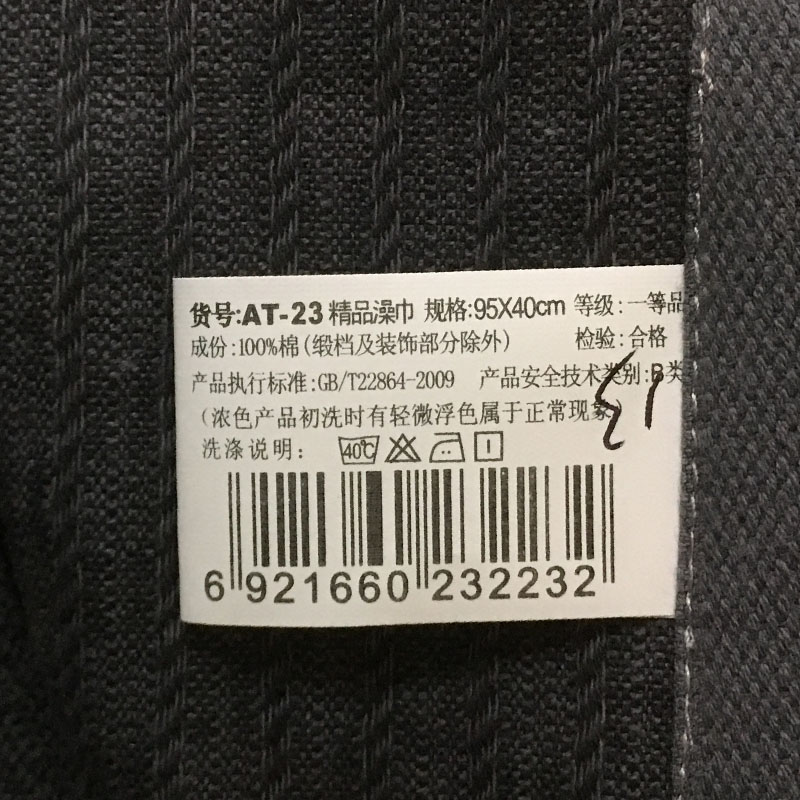 货号:AT-23 精品澡巾 规格:95X40cm 等级:一等品
成份:100%棉(缎档及装饰部分除外) 检验:合格
产品执行标准:GB/T22864-2009 产品安全技术类别:B类
(浓色产品初洗时有轻微浮色属于正常现象)
洗涤说明: 40℃
6 921660 232232